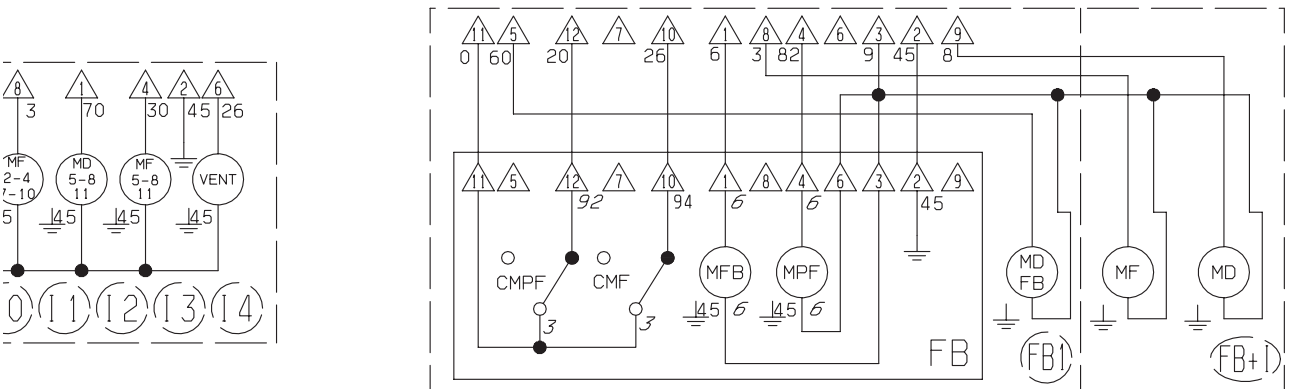 11 5 12 7 10 1 8 4 6 3 2 9
0 60 20 26 6 3 82 9 45 8
8 1 4 2 6
3 70 30 45 26
MF MD MF VENT
2-4 5-8 5-8
7-10 11 11
5 45 45 45
11 5 12 7 10 1 8 4 6 3 2 9
92 94 6 6 45
CMPF CMF MFB MPF MD FB MF MD
45 6 45 6
3 3
0 I1 I2 I3 I4
FB FB1 FB+I